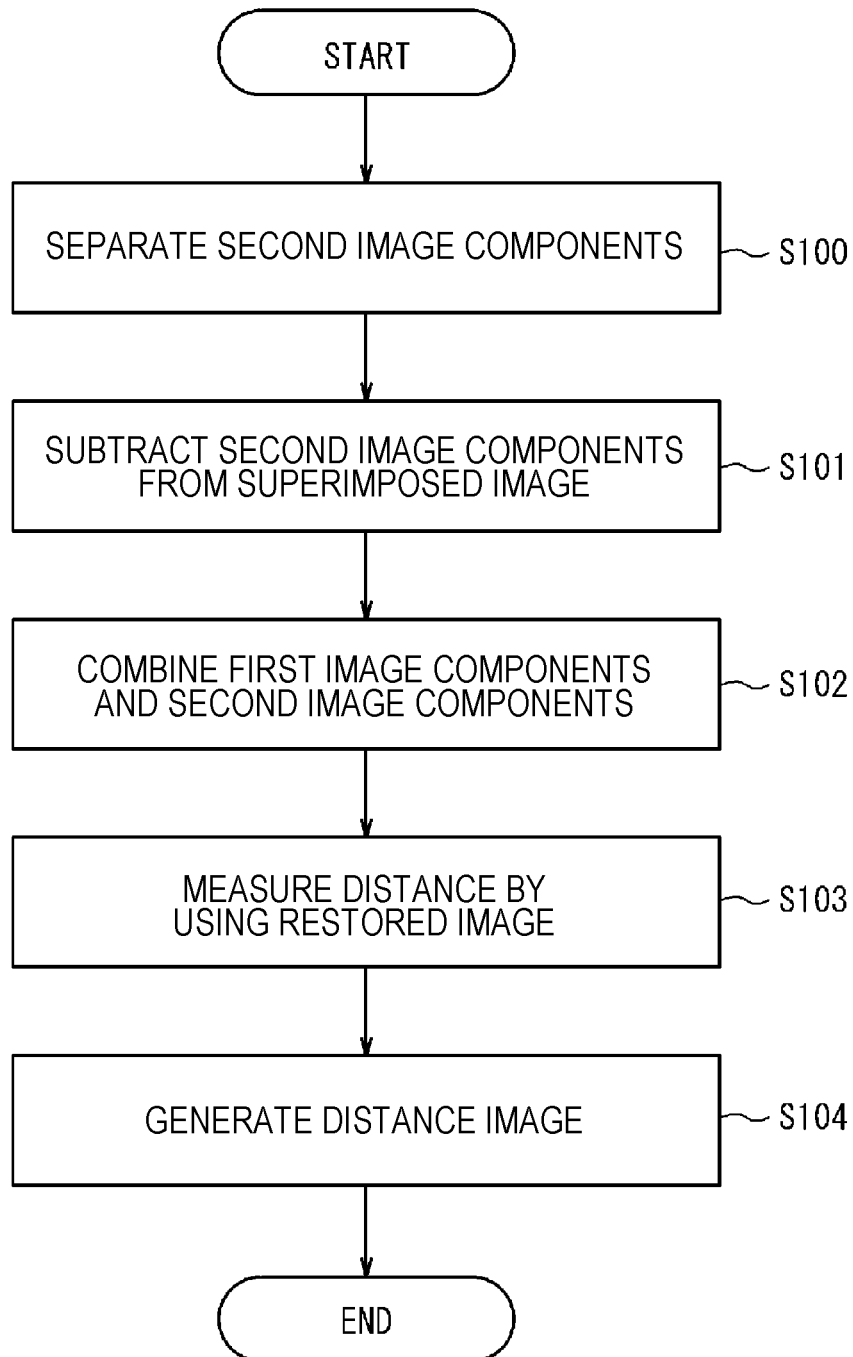 START
SEPARATE SECOND IMAGE COMPONENTS
S100
SUBTRACT SECOND IMAGE COMPONENTS
FROM SUPERIMPOSED IMAGE
S101
COMBINE FIRST IMAGE COMPONENTS
AND SECOND IMAGE COMPONENTS
S102
MEASURE DISTANCE BY
USING RESTORED IMAGE
S103
GENERATE DISTANCE IMAGE
S104
END